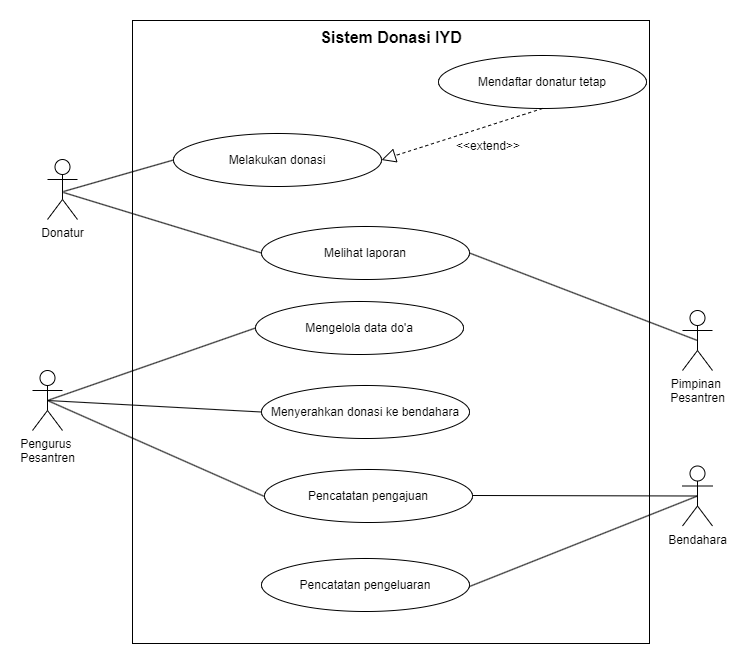 Sistem Donasi IYD
Mendaftar donatur tetap
<<extend>>
Melakukan donasi
Donatur
Melihat laporan
Mengelola data do'a
Pimpinan
Pesantren
Menyerahkan donasi ke bendahara
Pengurus
Pesantren
Pencatatan pengajuan
Bendahara
Pencatatan pengeluaran